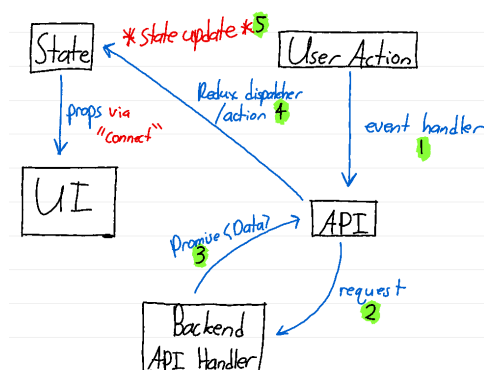 *state update* 5
State
User Action
Redux dispatcher
/action 4
props via
"connect"
event handler
1
UI
API
Promise<Data>
3
request
2
Backend
API Handler